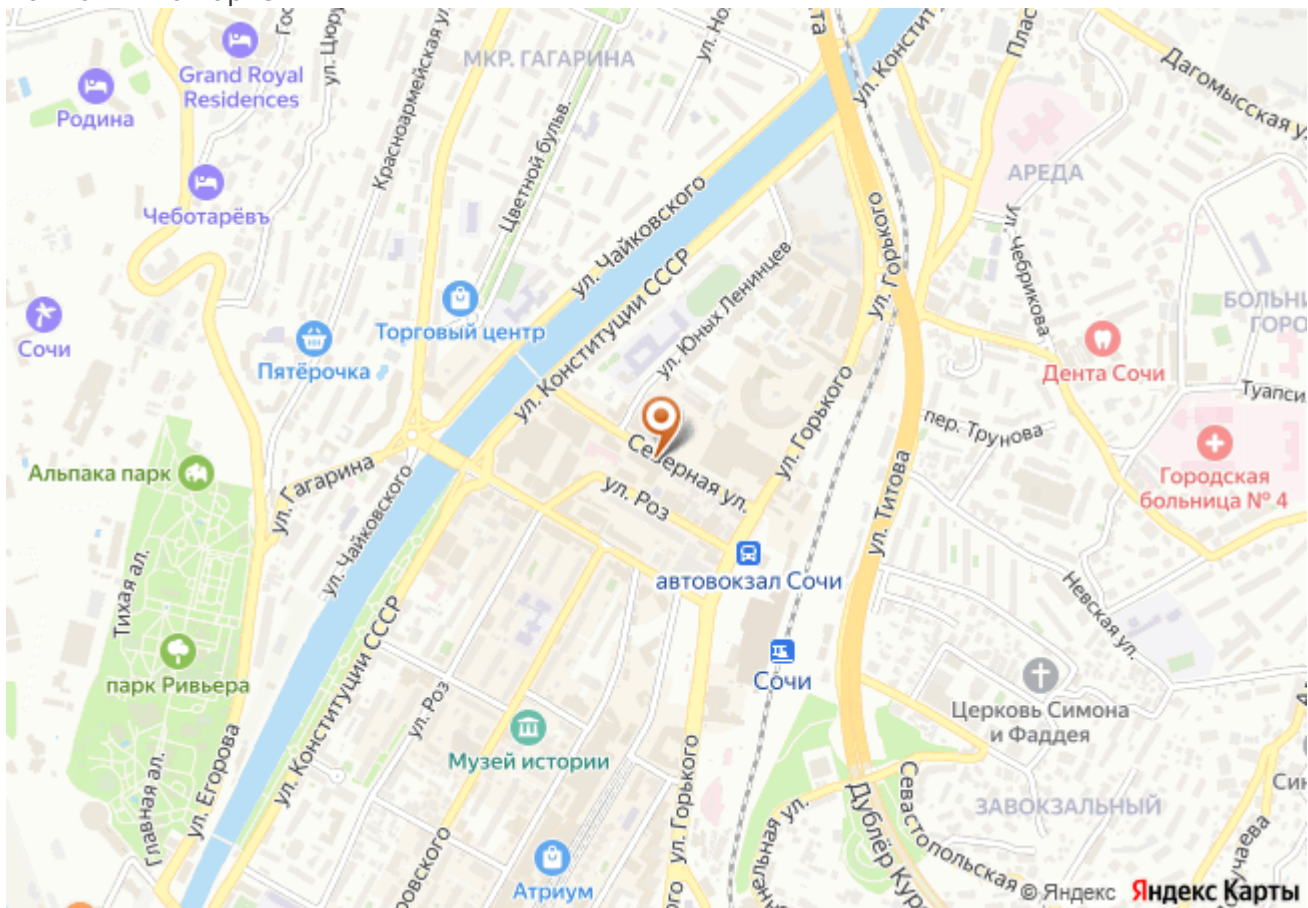 Grand Royal
Residences
Родина
Чеботарёвъ
Сочи
МКР. ГАГАРИНА
Красноармейская ул.
Цветной бульв.
ул. Чайковского
ул. Конституции СССР
ул. Юных Ленинцев
Торговый центр
Пятёрочка
Альпака парк
ул. Гагарина
ул. Чайковского
Тихая ал.
парк Ривьера
Главная ал.
ул. Егорова
ул. Конституции СССР
ул. Роз
Северная ул.
ул. Роз
ул. Горького
ул. Горького
автовокзал Сочи
Сочи
Музей истории
Атриум
ул. Горького
ул. Титова
пер. Трунова
АРЕДА
ул. Чебрикова
Дента Сочи
Городская
больница № 4
Невская ул.
Церковь Симона
и Фаддея
ЗАВОКЗАЛЬНЫЙ
Севастопольская
Дублёр Кур
© Яндекс Яндекс Карты